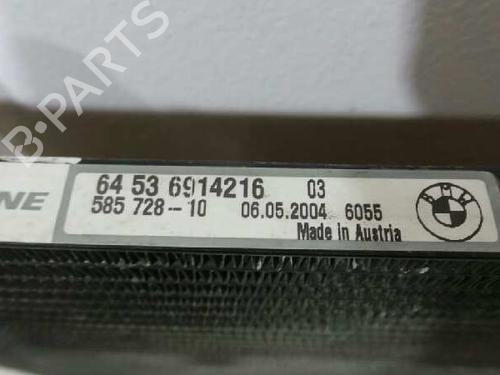 B-PARTS
NE
64 53 6914216 03
585 728-10 06.05.2004 6055
Made in Austria
BMW